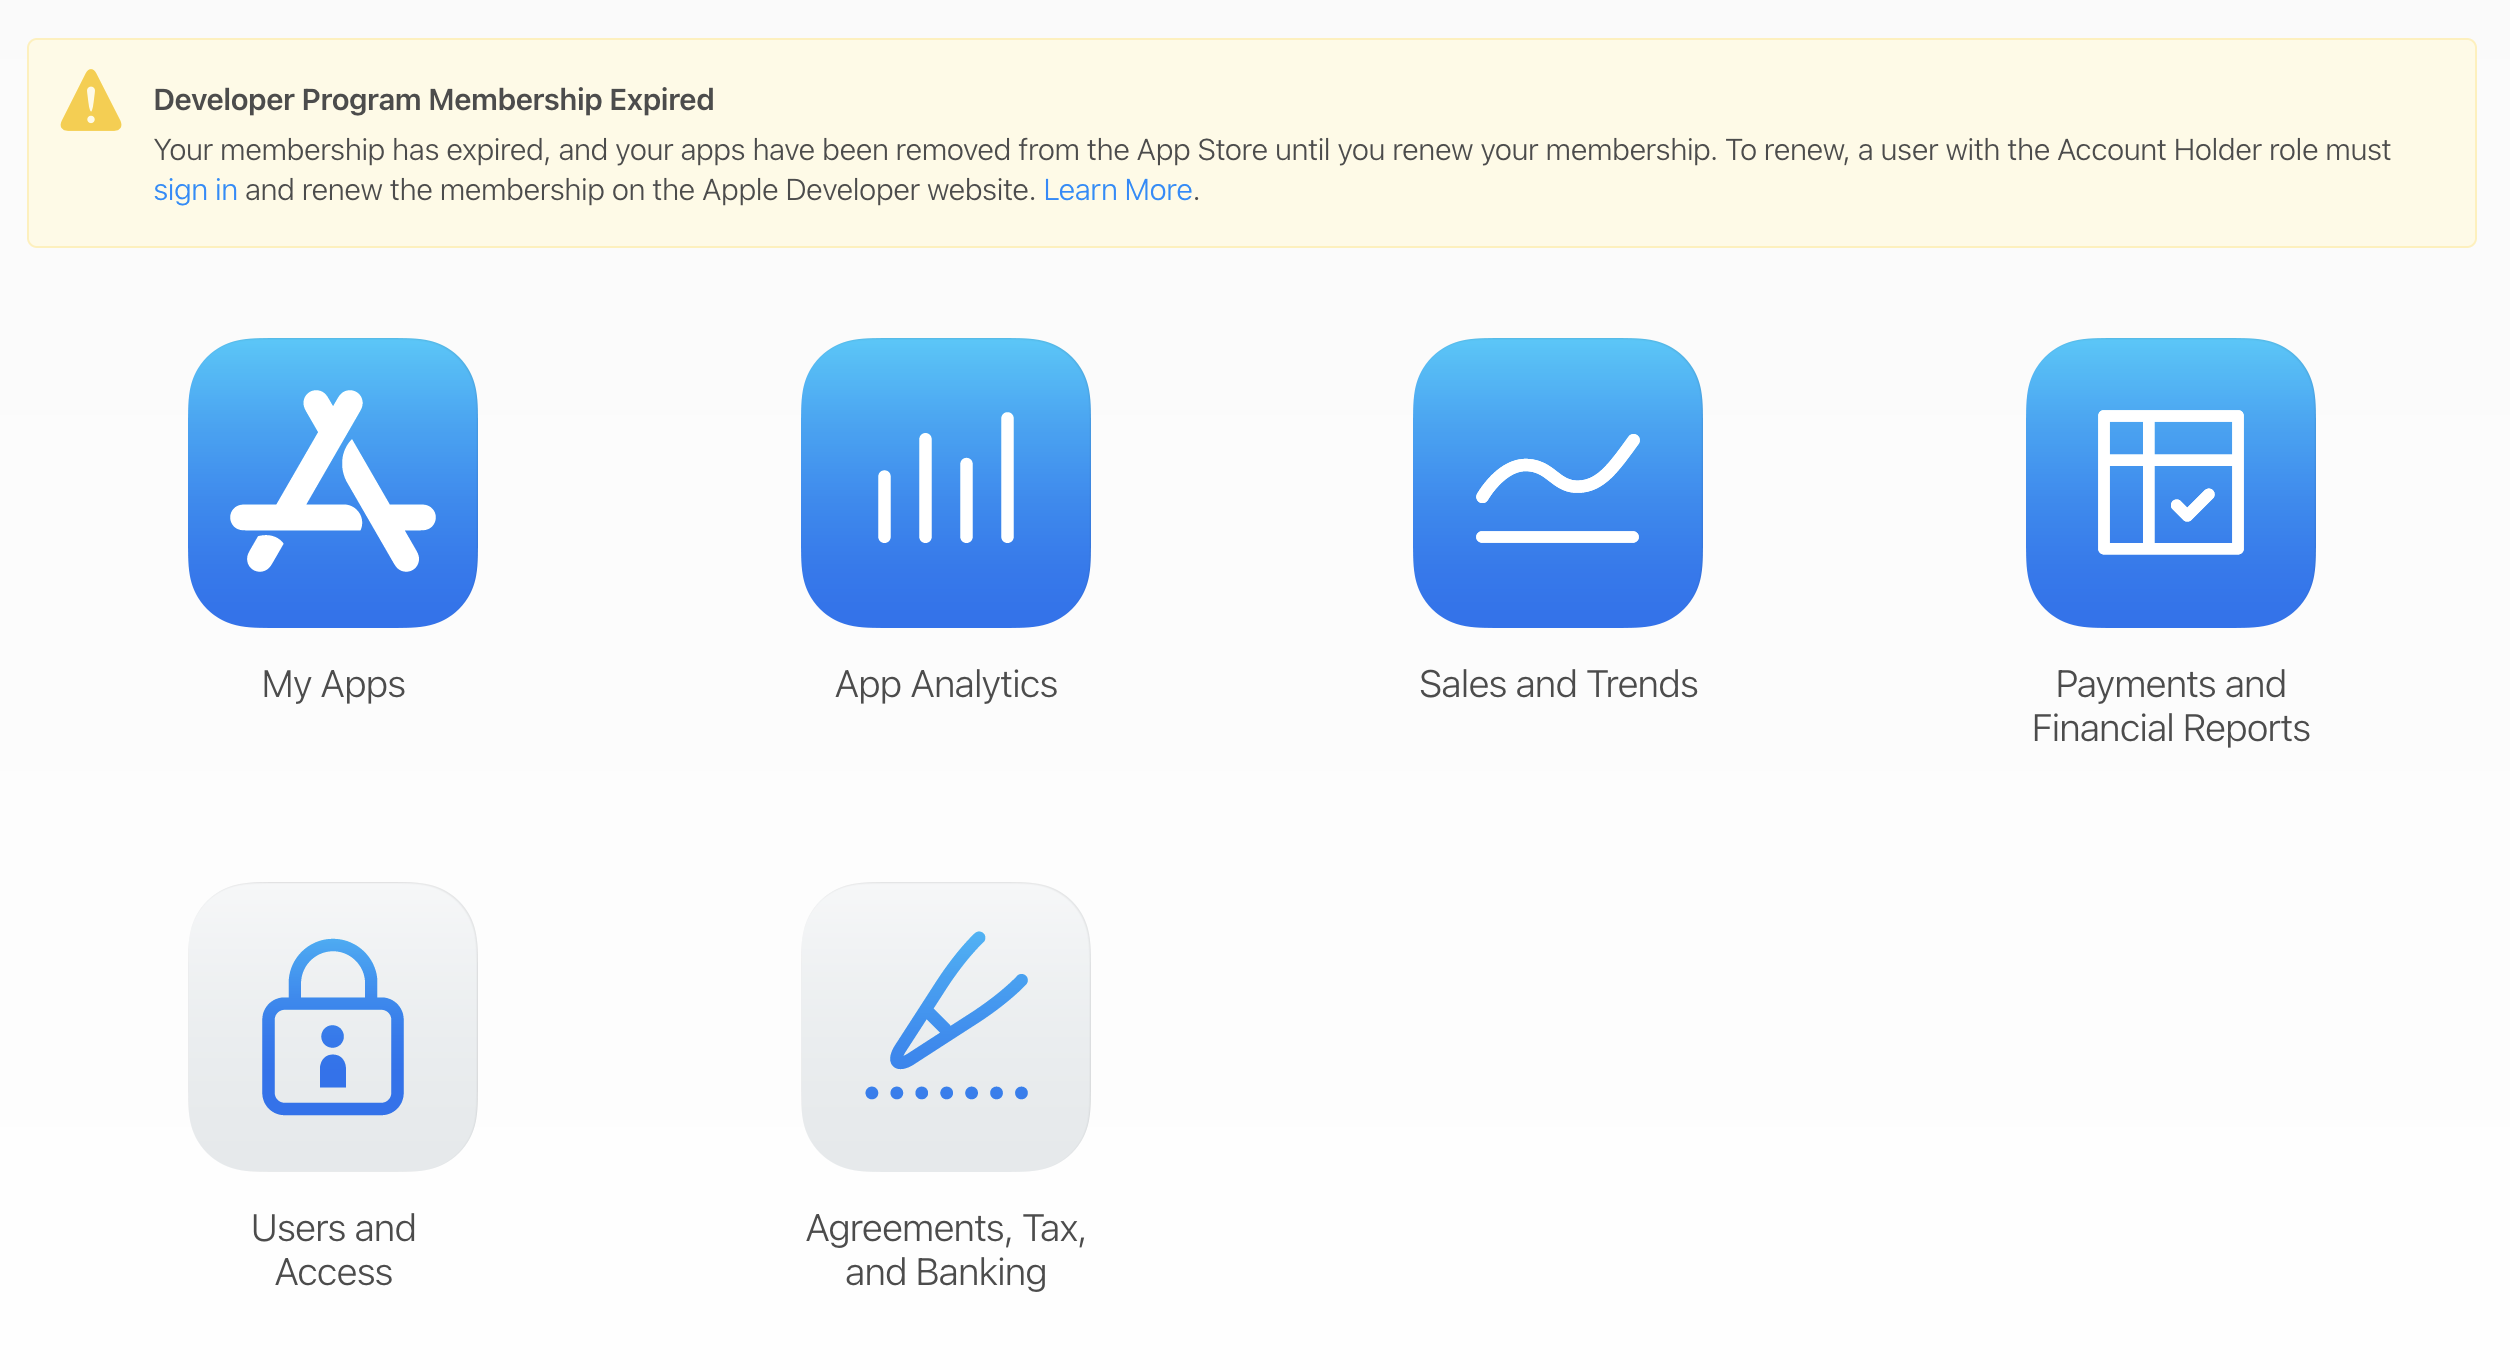 Developer Program Membership Expired
Your membership has expired, and your apps have been removed from the App Store until you renew your membership. To renew, a user with the Account Holder role must
sign in and renew the membership on the Apple Developer website. Learn More.
My Apps
App Analytics
Sales and Trends
Payments and
Financial Reports
Users and
Access
Agreements, Tax,
and Banking